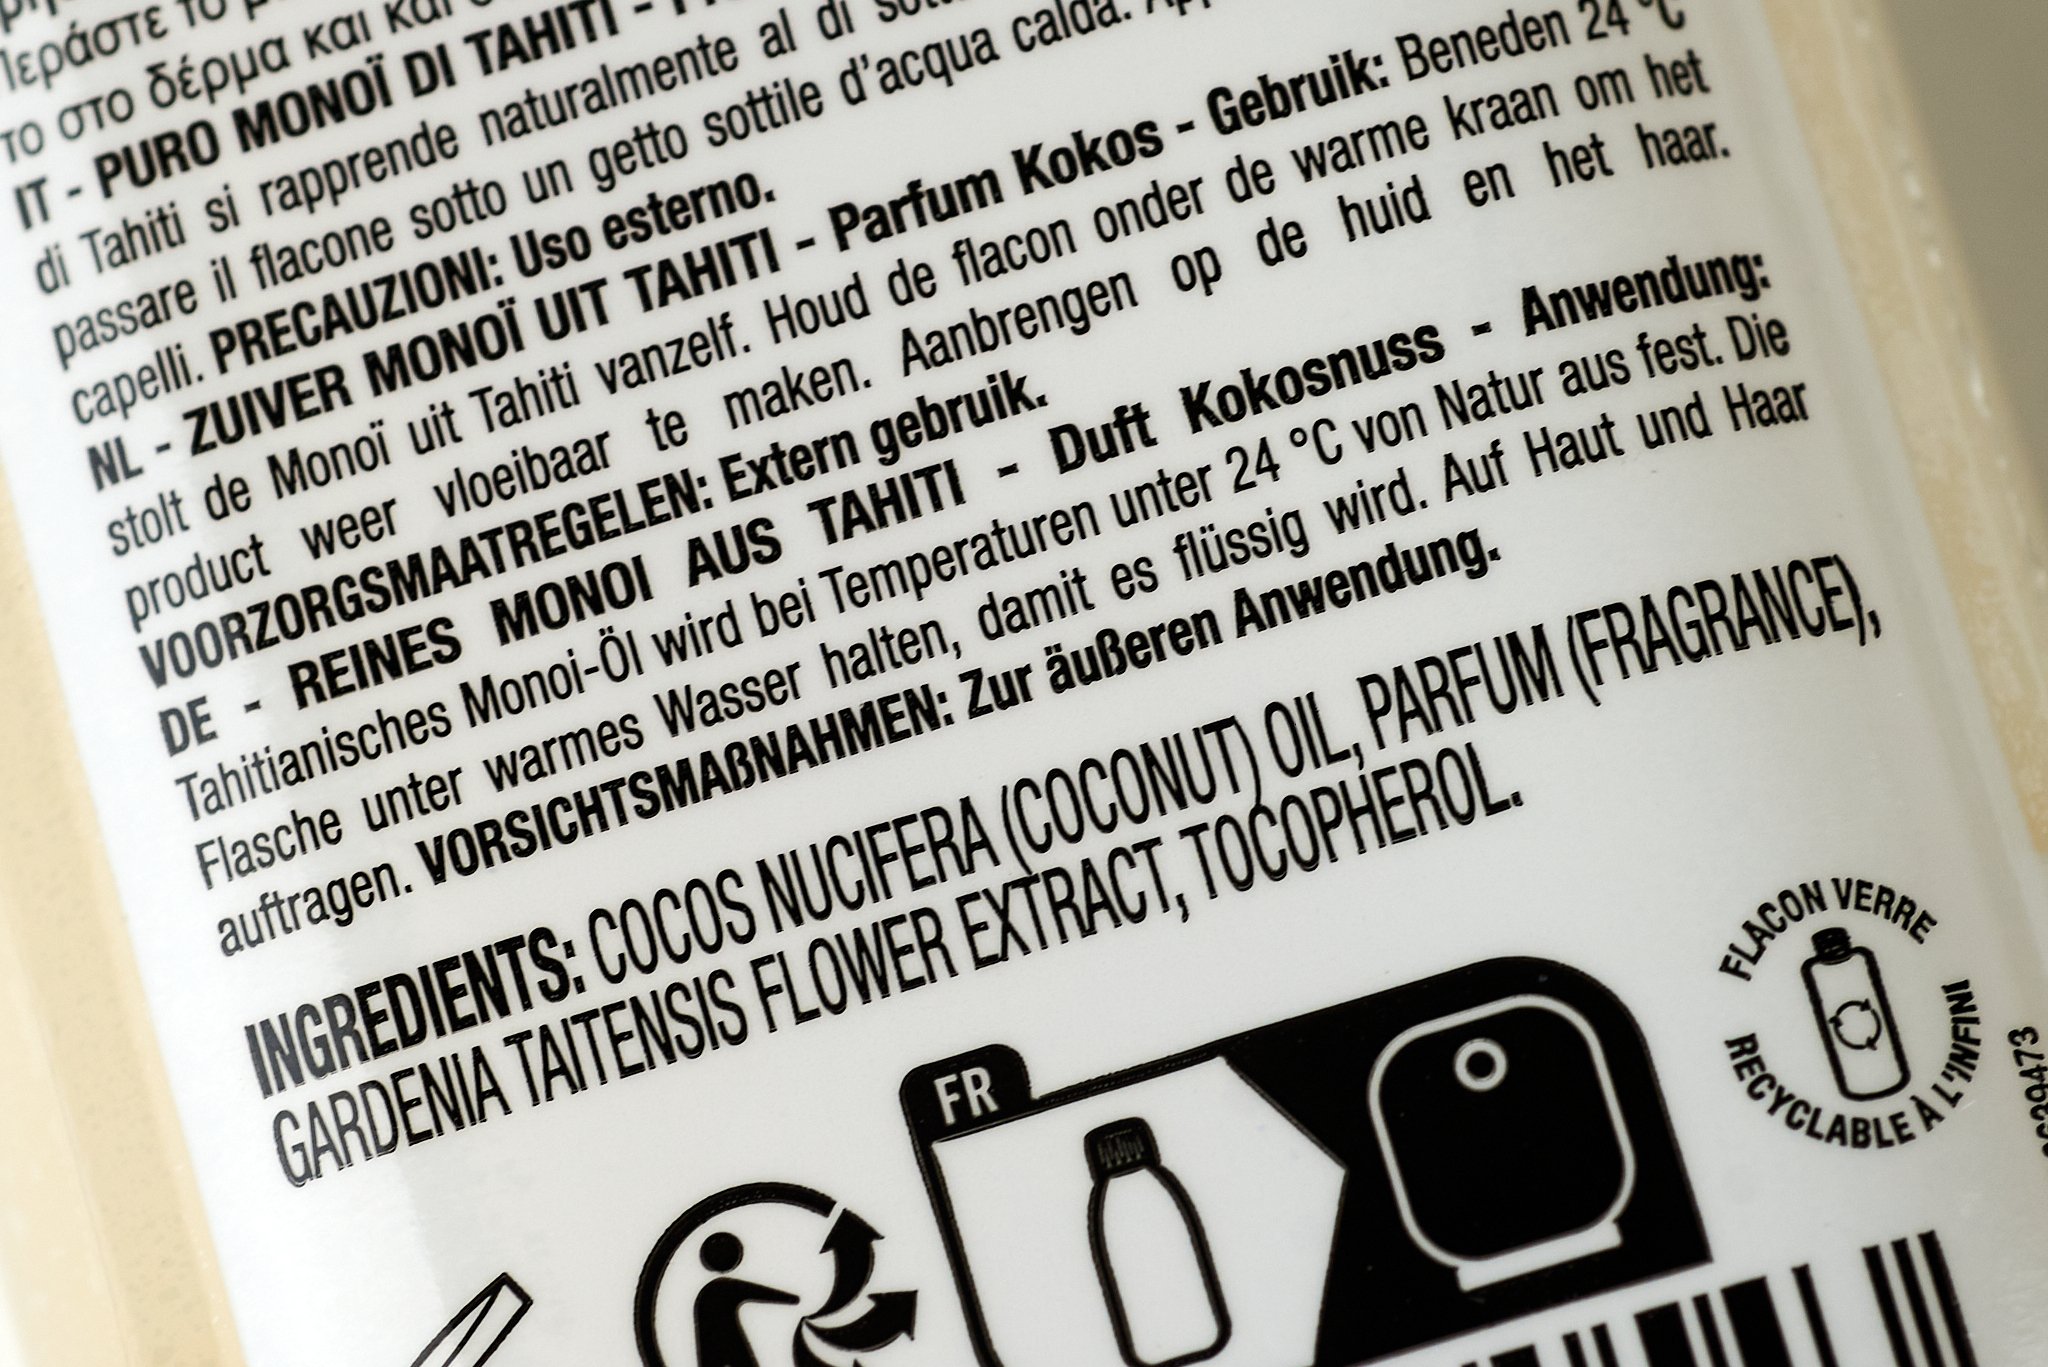 το στο δέρμα και
IT - PURO MONOÏ DI TAHITI -
di Tahiti si rapprende naturalmente al di
passare il flacone sotto un getto sottile d'acqua calda.
capelli. PRECAUZIONI: Uso esterno.
NL - ZUIVER MONOÏ UIT TAHITI - Parfum Kokos - Gebruik: Beneden 24 °C
stolt de Monoï uit Tahiti vanzelf. Houd de flacon onder de warme kraan om het
product weer vloeibaar te maken. Aanbrengen op de huid en het haar.
VOORZORGSMAATREGELEN: Extern gebruik.
DE - REINES MONOI AUS TAHITI - Duft Kokosnuss - Anwendung:
Tahitianisches Monoi-Öl wird bei Temperaturen unter 24 °C von Natur aus fest. Die
Flasche unter warmes Wasser halten, damit es flüssig wird. Auf Haut und Haar
auftragen. VORSICHTSMAßNAHMEN: Zur äußeren Anwendung.
INGREDIENTS: COCOS NUCIFERA (COCONUT) OIL, PARFUM (FRAGRANCE),
GARDENIA TAITENSIS FLOWER EXTRACT, TOCOPHEROL.
FLACON VERRE
RECYCLABLE À L'INFINI
FR